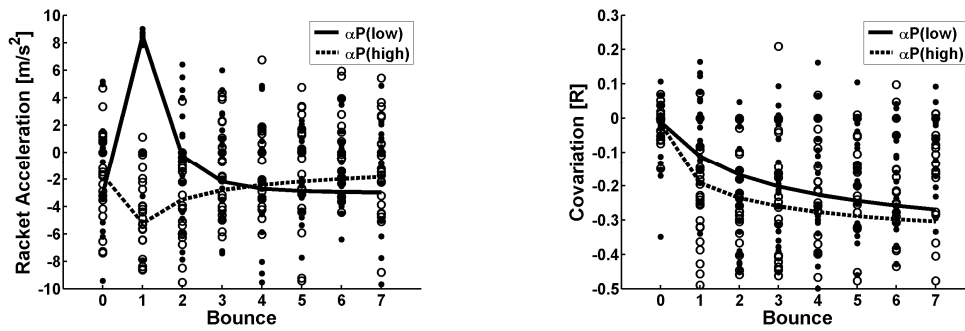 Racket Acceleration [m/s²]
10
8
6
4
2
0
-2
-4
-6
-8
-10
αP(low)
αP(high)
0 1 2 3 4 5 6 7
Bounce
Covariation [R]
0.3
0.2
0.1
0
-0.1
-0.2
-0.3
-0.4
-0.5
αP(low)
αP(high)
0 1 2 3 4 5 6 7
Bounce